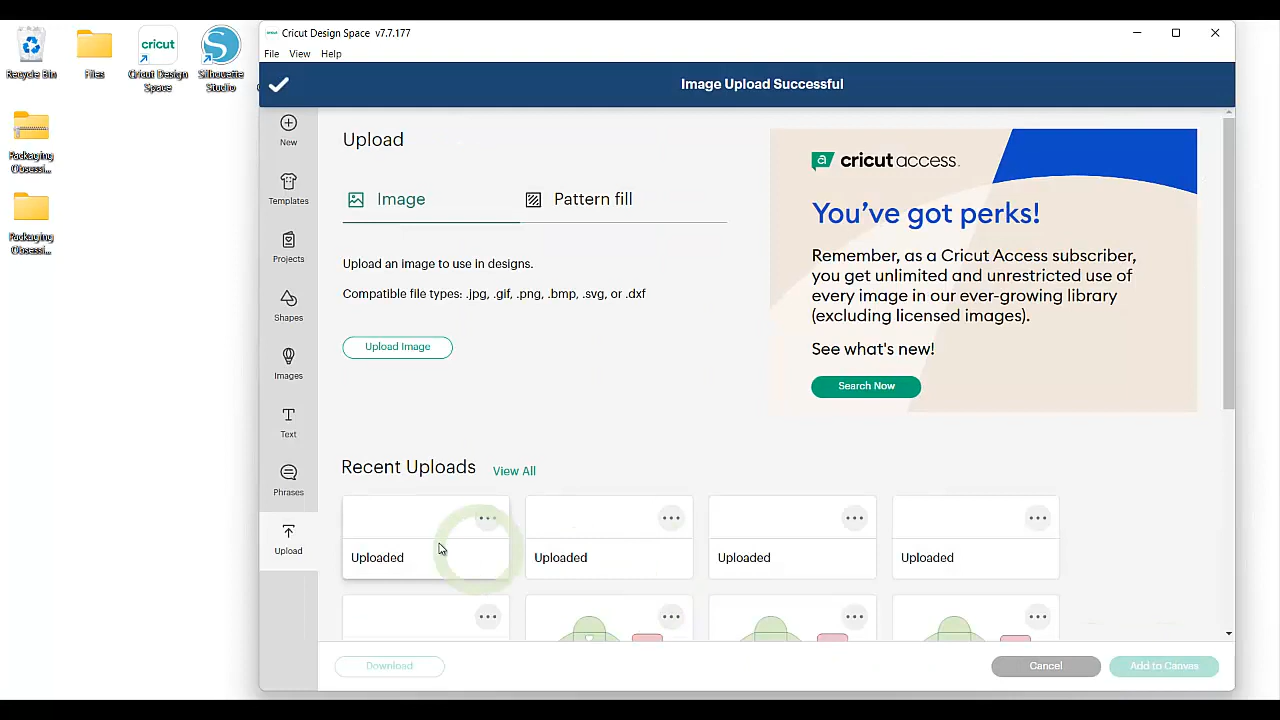 Recycle Bin
Files
cricut
Cricut Design
Space
S
Silhouette
Studio
Packaging
Obsessi...
Packaging
Obsessi...
cricut
Cricut Design Space v7.7.177
File
View
Help
Image Upload Successful
New
Templates
Projects
Shapes
Images
Text
Phrases
Upload
Upload
Image
Pattern fill
Upload an image to use in designs.
Compatible file types: .jpg, .gif, .png, .bmp, .svg, or .dxf
Upload Image
a cricut access.
You've got perks!
Remember, as a Cricut Access subscriber,
you get unlimited and unrestricted use of
every image in our ever-growing library
(excluding licensed images).
See what's new!
Search Now
Recent Uploads
View All
Uploaded
Uploaded
Uploaded
Uploaded
Download
Cancel
Add to Canvas